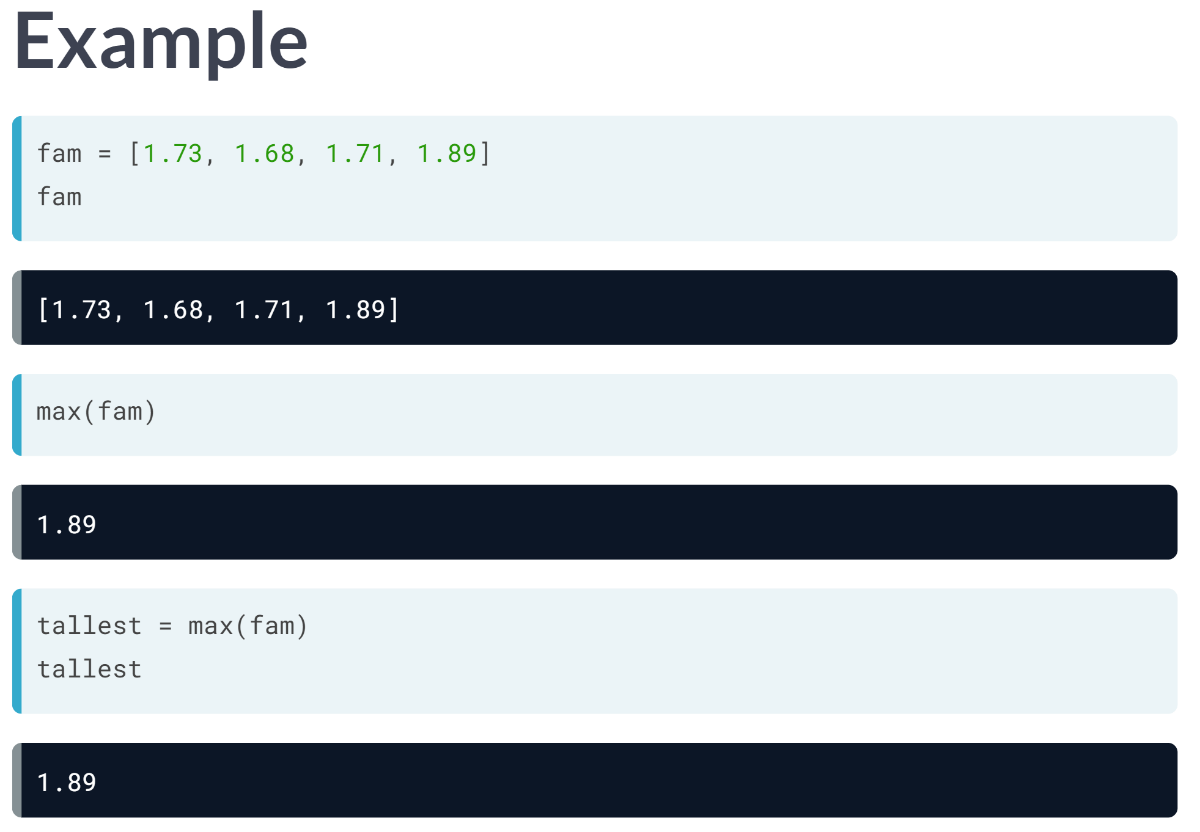 Example
fam = [1.73, 1.68, 1.71, 1.89]
fam
[1.73, 1.68, 1.71, 1.89]
max(fam)
1.89
tallest = max(fam)
tallest
1.89